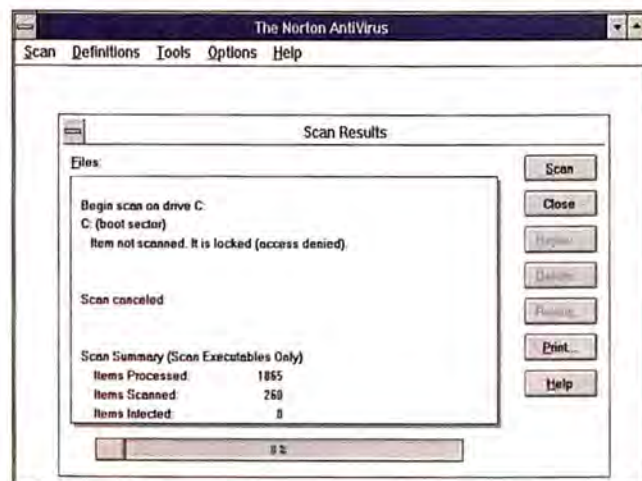 The Norton AntiVirus
Scan Definitions Tools Options Help
Scan Results
Files:
Begin scan on drive C:
C: (boot sector)
Item not scanned. It is locked (access denied).
Scan canceled
Scan Summary (Scan Executables Only)
Items Processed: 1865
Items Scanned: 260
Items Infected: 0
0%
Scan
Close
Print...
Help